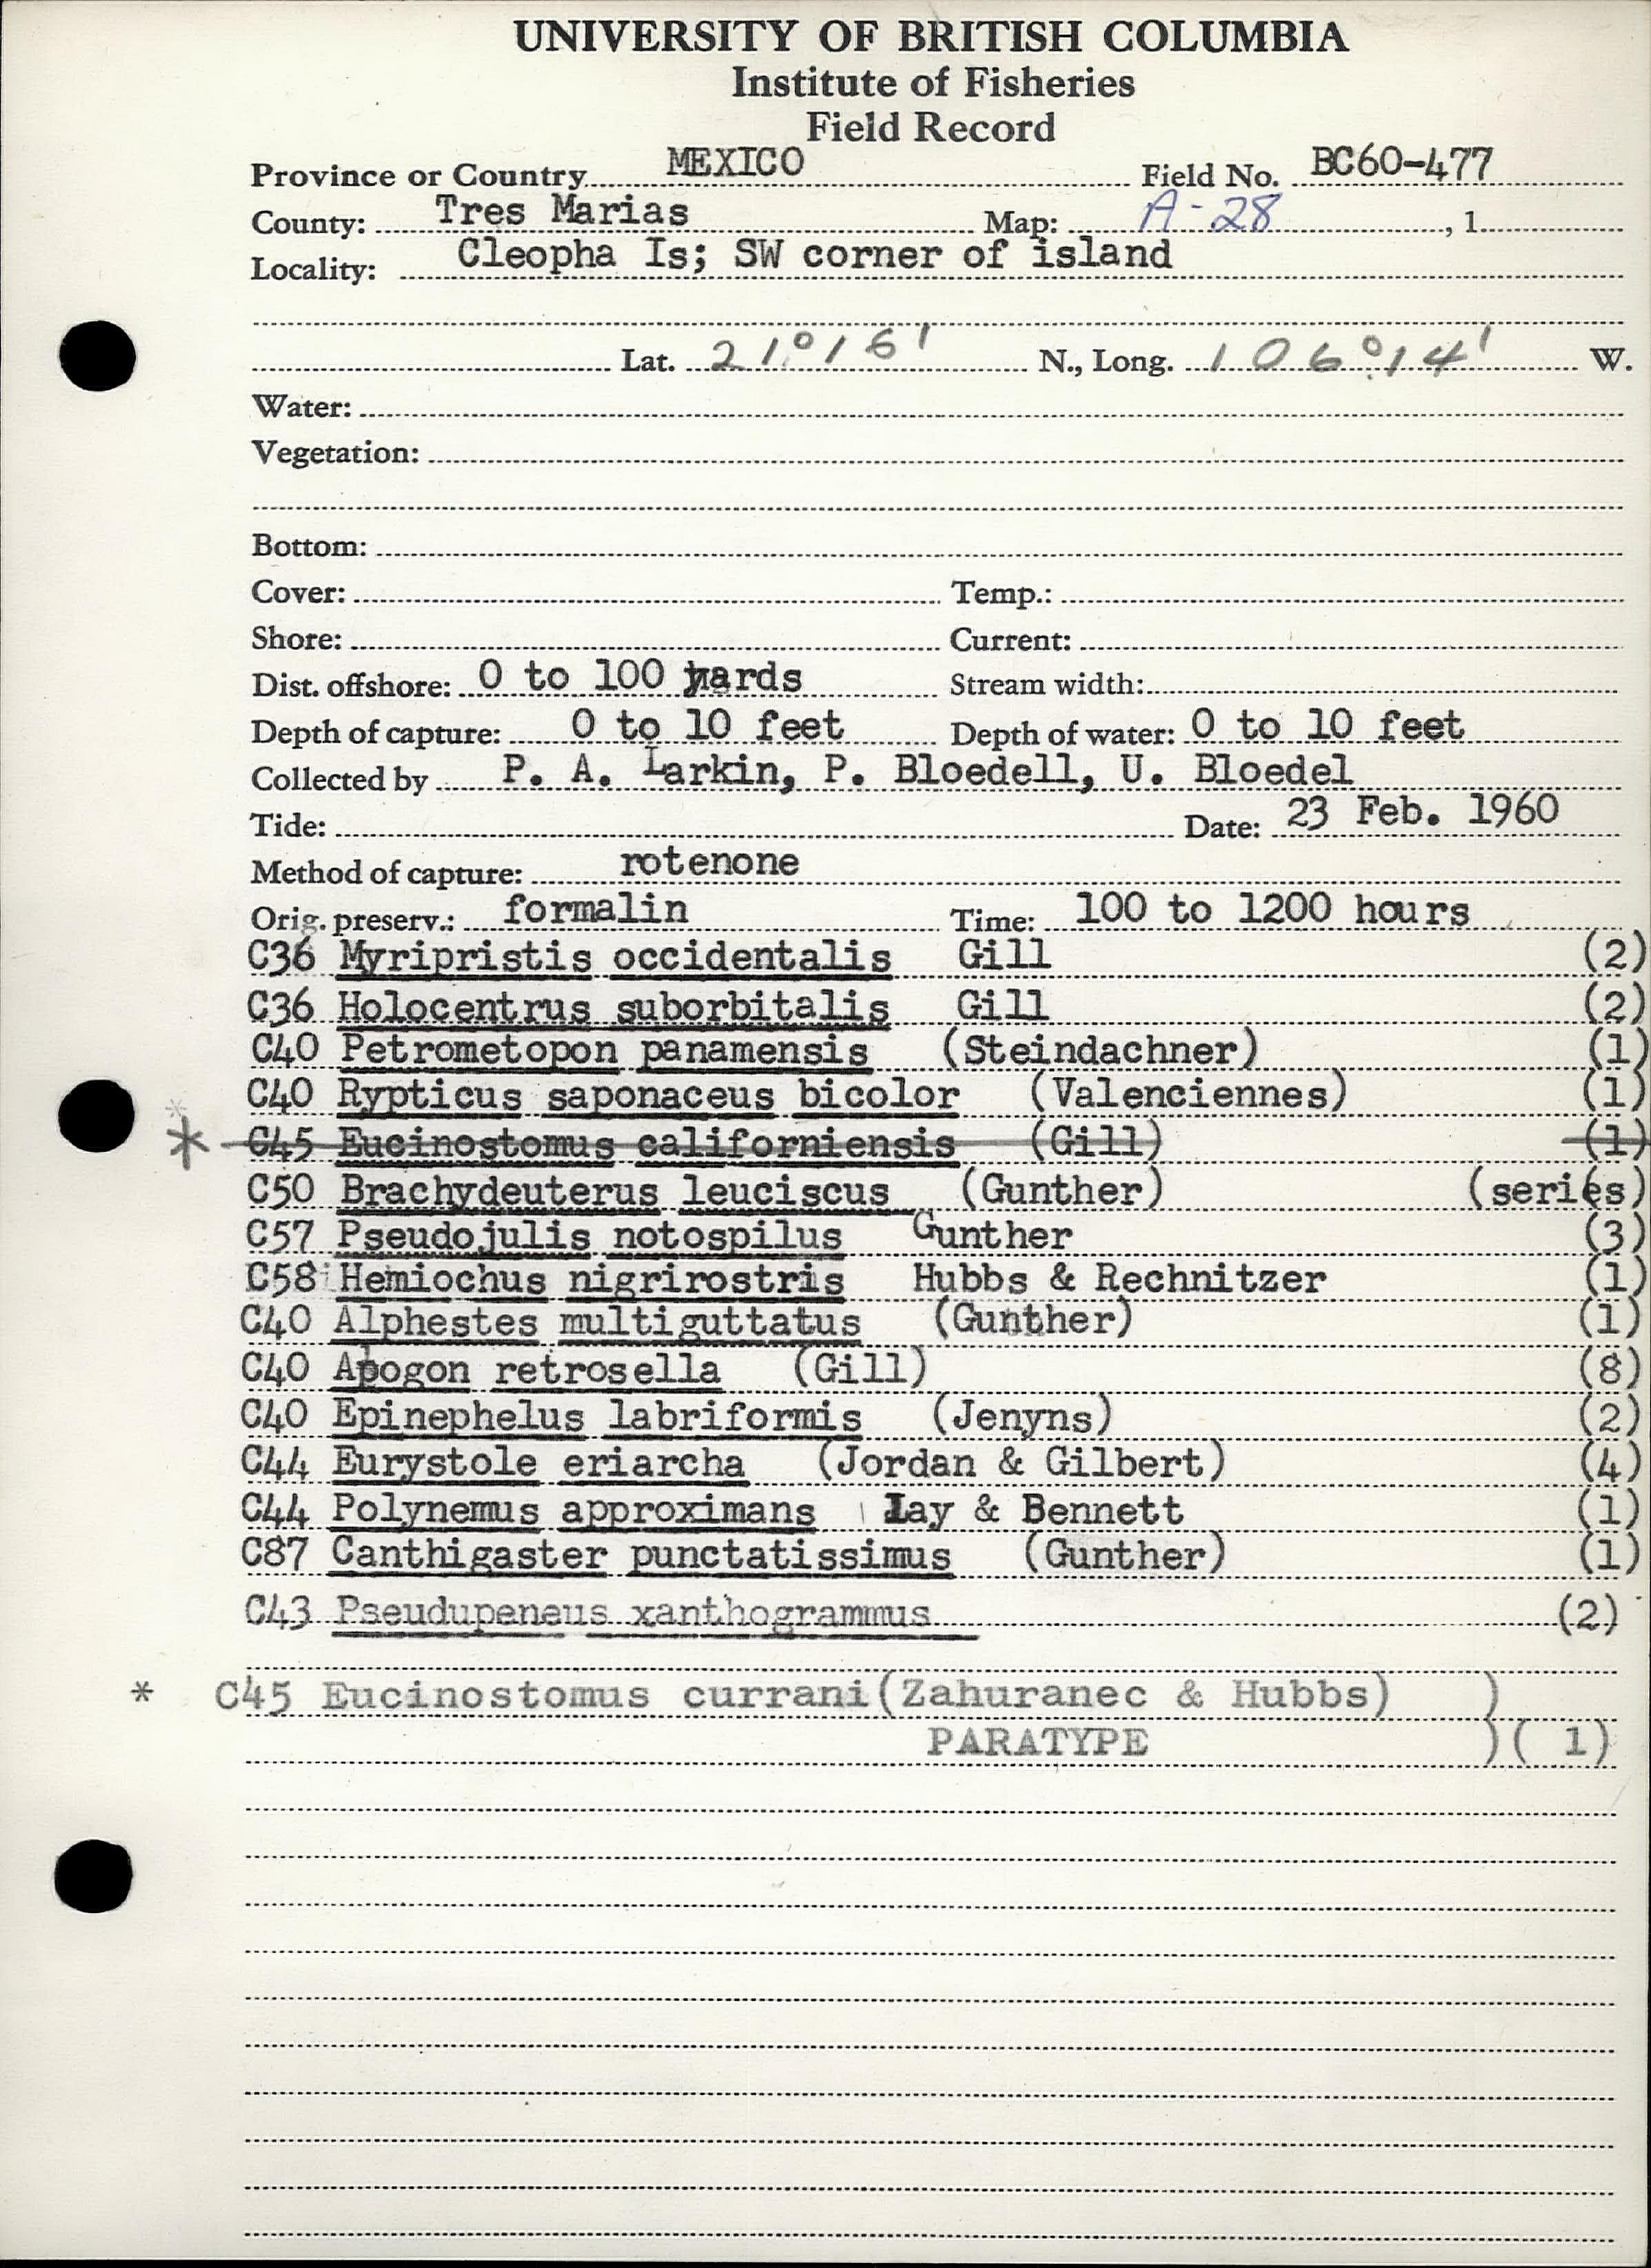 UNIVERSITY OF BRITISH COLUMBIA
Institute of Fisheries
Field Record
Province or Country MEXICO Field No. BC60-477
County: Tres Marias Map: A-28 , 1
Locality: Cleopha Is; SW corner of island
Lat. 21°16' N., Long. 106°14' W.
Water:
Vegetation:
Bottom:
Cover: Temp.:
Shore: Current:
Dist. offshore: 0 to 100 yards Stream width:
Depth of capture: 0 to 10 feet Depth of water: 0 to 10 feet
Collected by P. A. Larkin, P. Bloedell, U. Bloedel
Tide: Date: 23 Feb. 1960
Method of capture: rotenone
Orig. preserv.: formalin Time: 100 to 1200 hours
C36 Myripristis occidentalis Gill (2)
C36 Holocentrus suborbitalis Gill (2)
C40 Petrometopon panamensis (Steindachner) (1)
C40 Rypticus saponaceus bicolor (Valenciennes) (1)
* C45 Eucinostomus californiensis (Gill) (1)
C50 Brachydeuterus leuciscus (Gunther) (series)
C57 Pseudojulis notospilus Gunther (3)
C58 Hemiochus nigrirostris Hubbs & Rechnitzer (1)
C40 Alphestes multiguttatus (Gunther) (1)
C40 Apogon retrosella (Gill) (8)
C40 Epinephelus labriformis (Jenyns) (2)
C44 Eurystole eriarcha (Jordan & Gilbert) (4)
C44 Polynemus approximans Lay & Bennett (1)
C87 Canthigaster punctatissimus (Gunther) (1)
C43 Pseudupeneus xanthogrammus (2)
* C45 Eucinostomus currani (Zahuranec & Hubbs) )
PARATYPE )( 1)